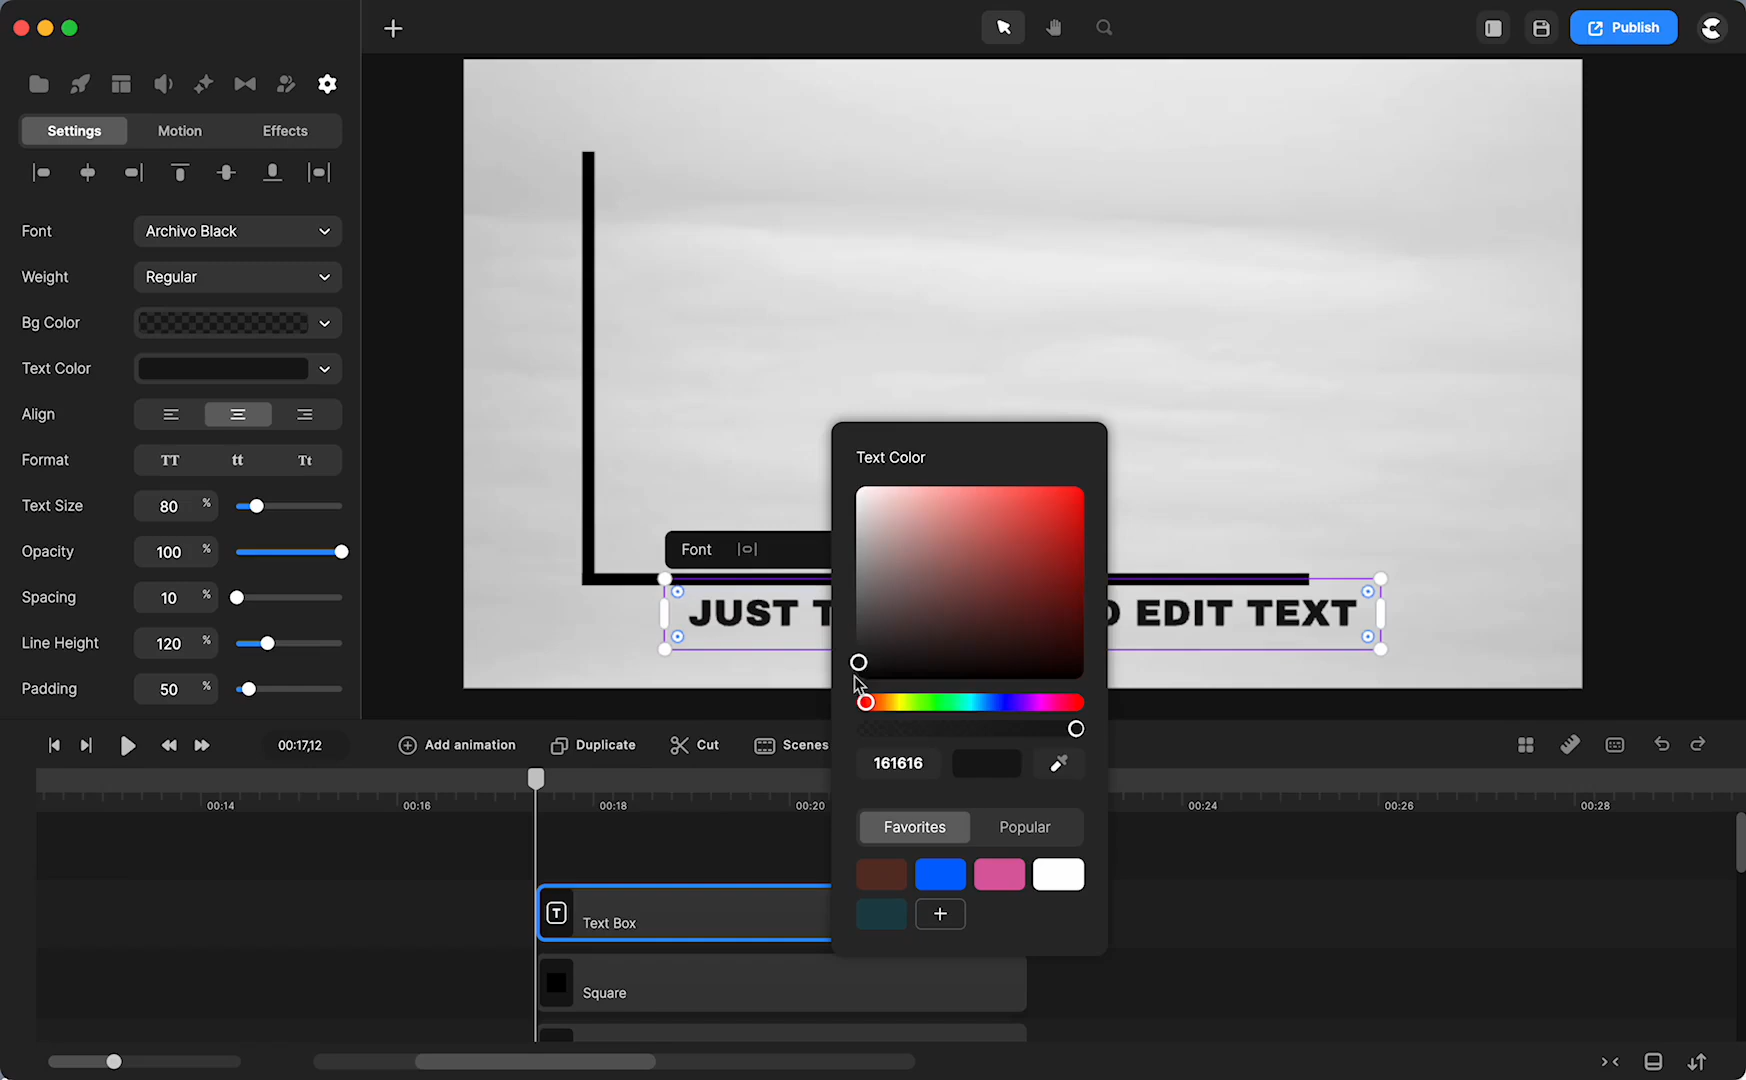 Publish
Settings
Motion
Effects
Font
Archivo Black
Weight
Regular
Bg Color
Text Color
Align
Format
TT
tt
Tt
Text Size
80 %
Opacity
100 %
Spacing
10 %
Line Height
120 %
Padding
50 %
Text Color
Font
JUST T
O EDIT TEXT
161616
Favorites
Popular
00:17,12
Add animation
Duplicate
Cut
Scenes
00:14
00:16
00:18
00:20
00:24
00:26
00:28
T
Text Box
Square